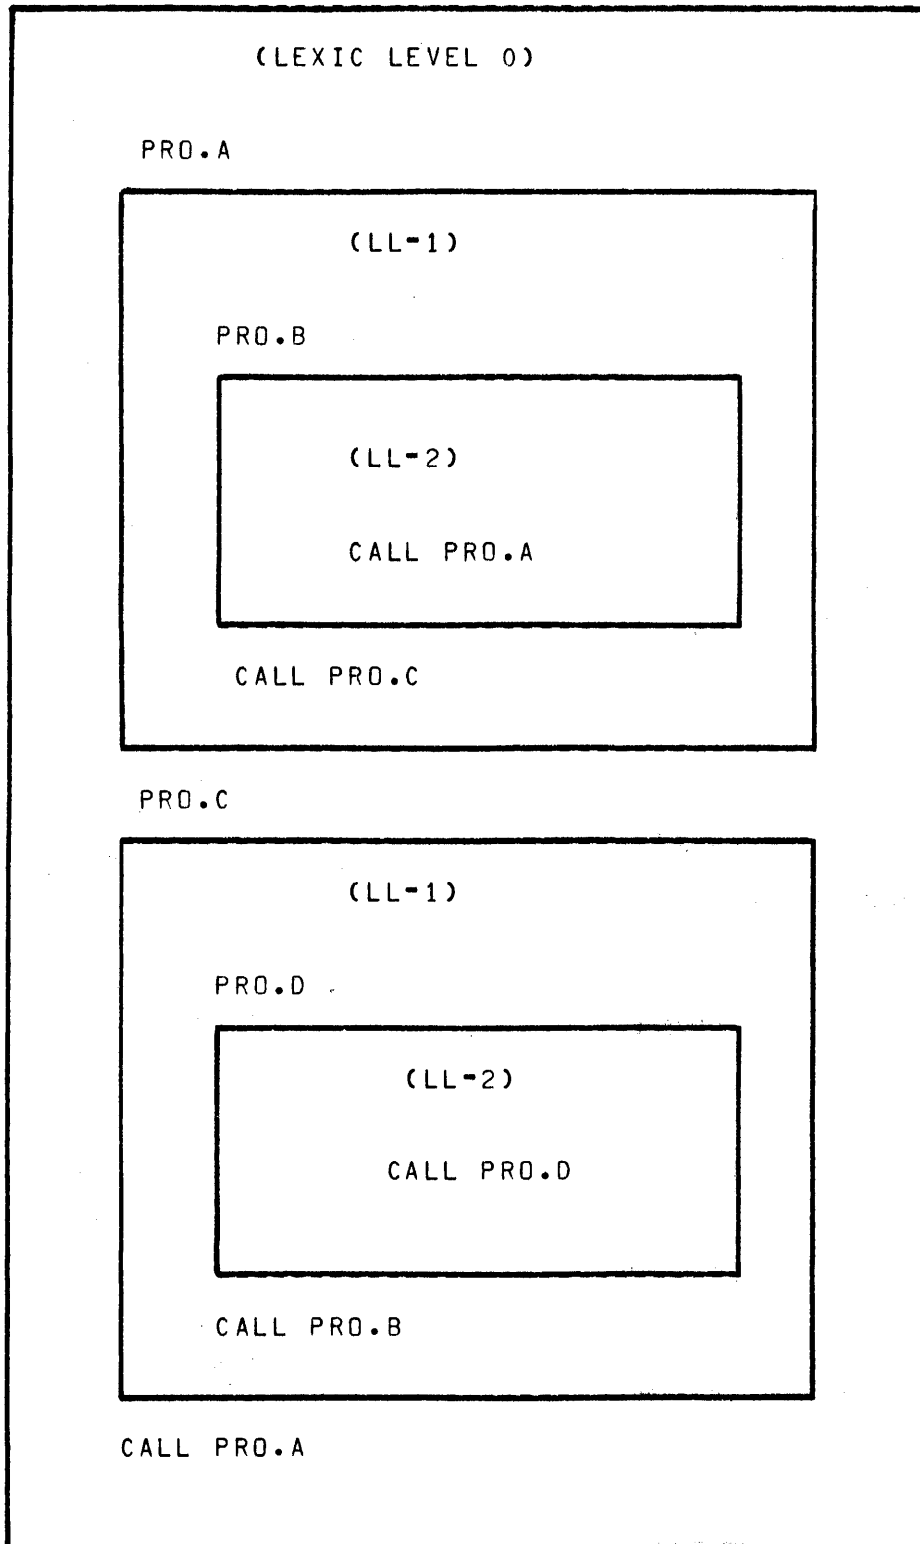 (LEXIC LEVEL 0)
PRO.A
(LL-1)
PRO.B
(LL-2)
CALL PRO.A
CALL PRO.C
PRO.C
(LL-1)
PRO.D
(LL-2)
CALL PRO.D
CALL PRO.B
CALL PRO.A